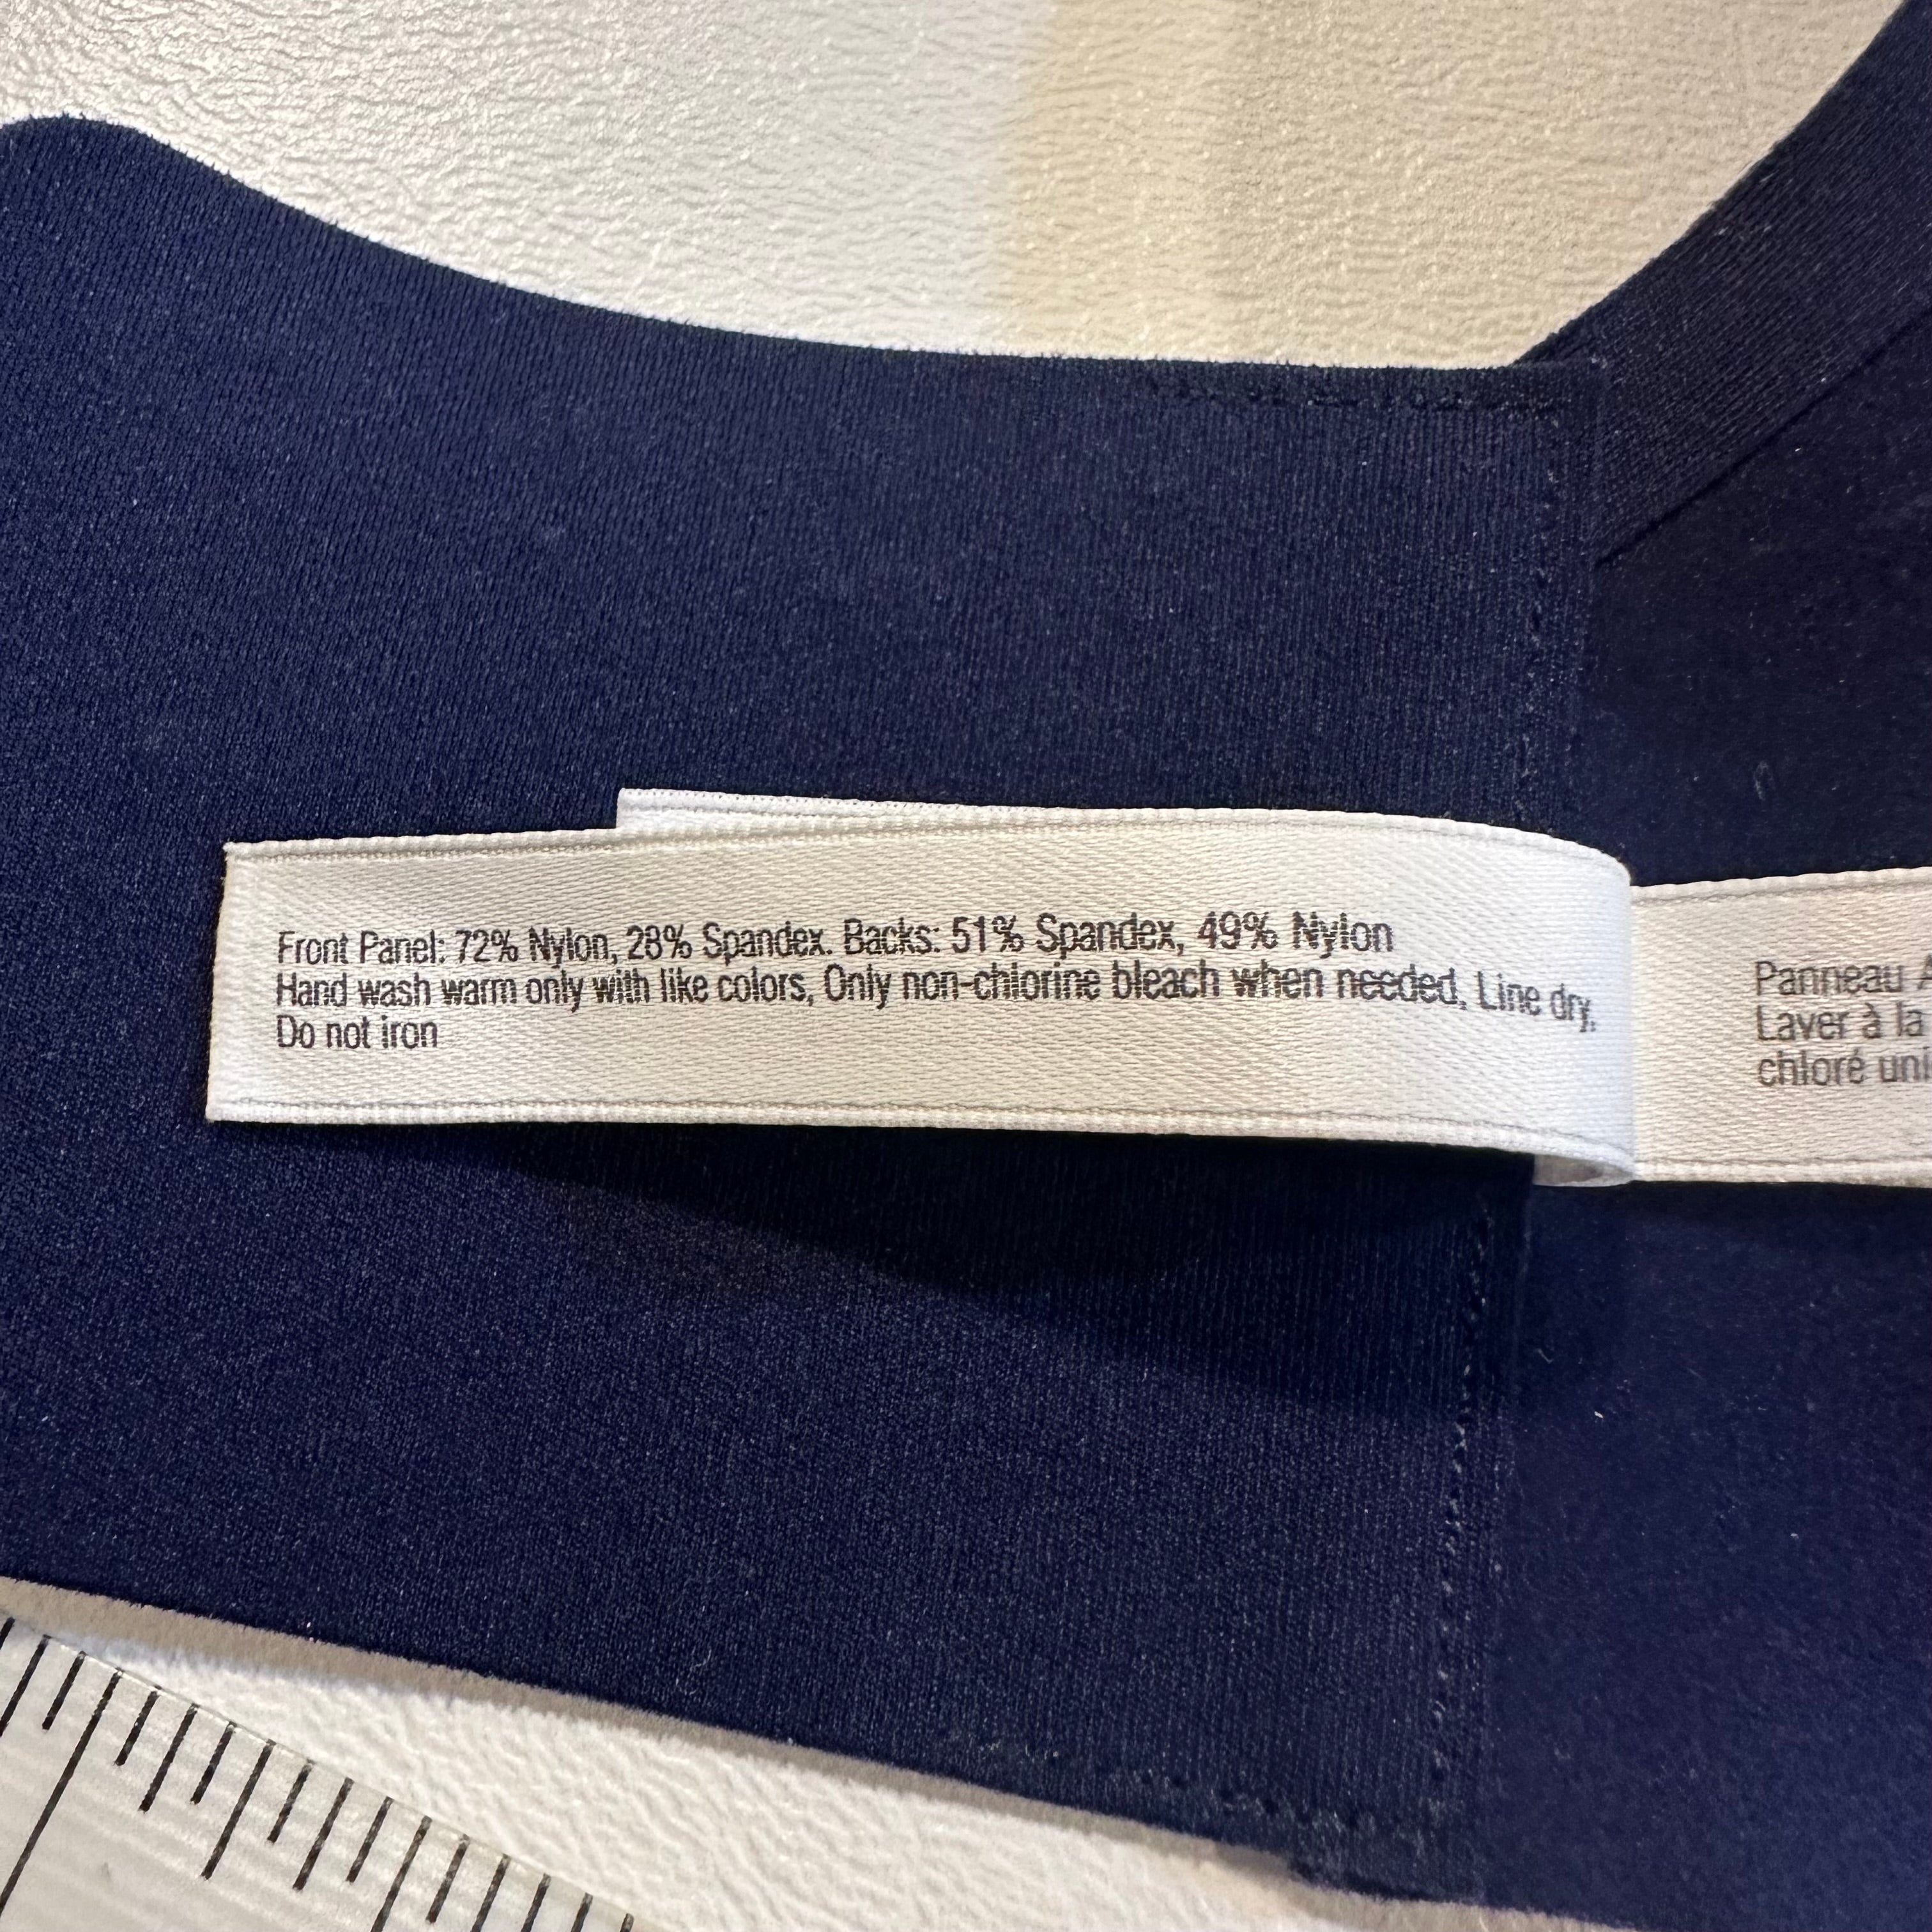 Front Panel: 72% Nylon, 28% Spandex. Backs: 51% Spandex, 49% Nylon
Hand wash warm only with like colors, Only non-chlorine bleach when needed, Line dry,
Do not iron
Panneau
Laver à la
chloré